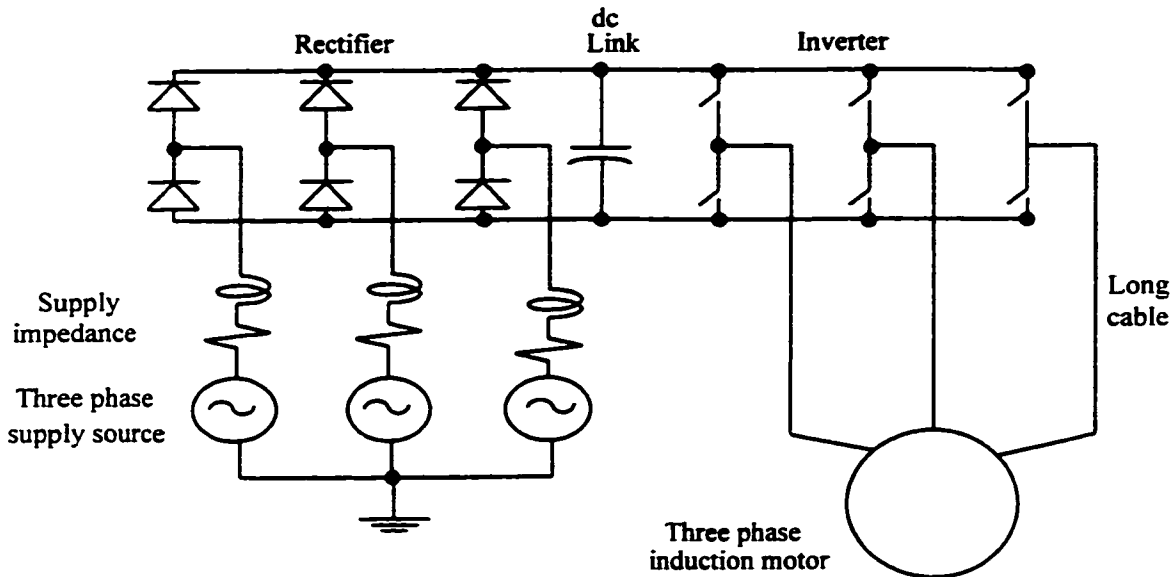 dc
Rectifier
Link
Inverter
Supply
impedance
Long
cable
Three phase
supply source
Three phase
induction motor